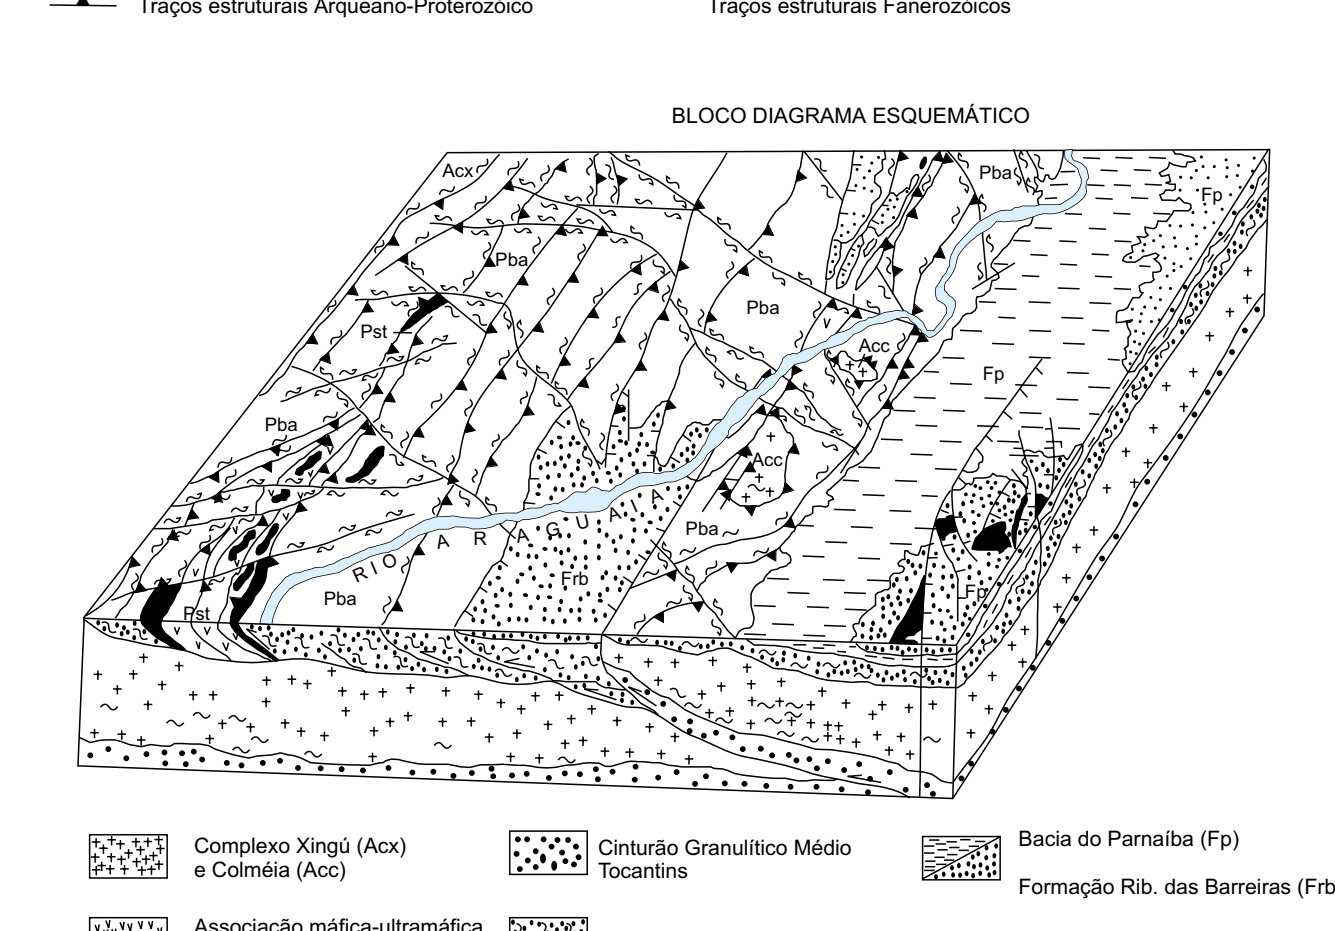 Traços estruturais Arqueano-Proterozóico
Traços estruturais Fanerozóicos
BLOCO DIAGRAMA ESQUEMÁTICO
Acx
Pba
Fp
Pba
Pba
Pst
Acc
Fp
Pba
Acc
Pba
RIO ARAGUAIA
Frb
Fp
Pba
Pst
Complexo Xingú (Acx)
e Colméia (Acc)
Cinturão Granulítico Médio
Tocantins
Bacia do Parnaíba (Fp)
Formação Rib. das Barreiras (Frb
Associação máfica-ultramáfica